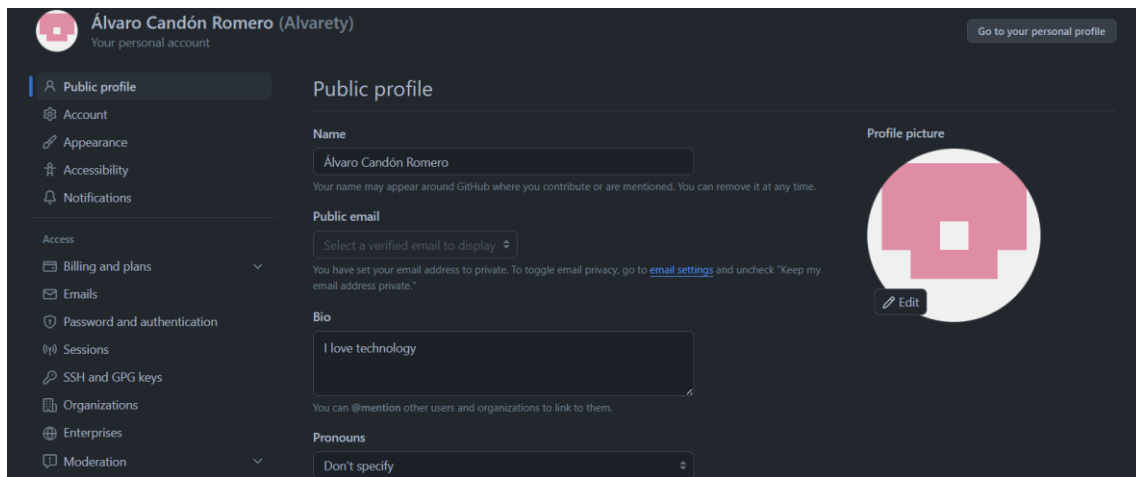 Álvaro Candón Romero (Alvarety)
Your personal account
Go to your personal profile
Public profile
Account
Appearance
Accessibility
Notifications
Access
Billing and plans
Emails
Password and authentication
Sessions
SSH and GPG keys
Organizations
Enterprises
Moderation
Public profile
Name
Álvaro Candón Romero
Your name may appear around GitHub where you contribute or are mentioned. You can remove it at any time.
Public email
Select a verified email to display
You have set your email address to private. To toggle email privacy, go to email settings and uncheck "Keep my
email address private."
Bio
I love technology
You can @mention other users and organizations to link to them.
Pronouns
Don't specify
Profile picture
Edit